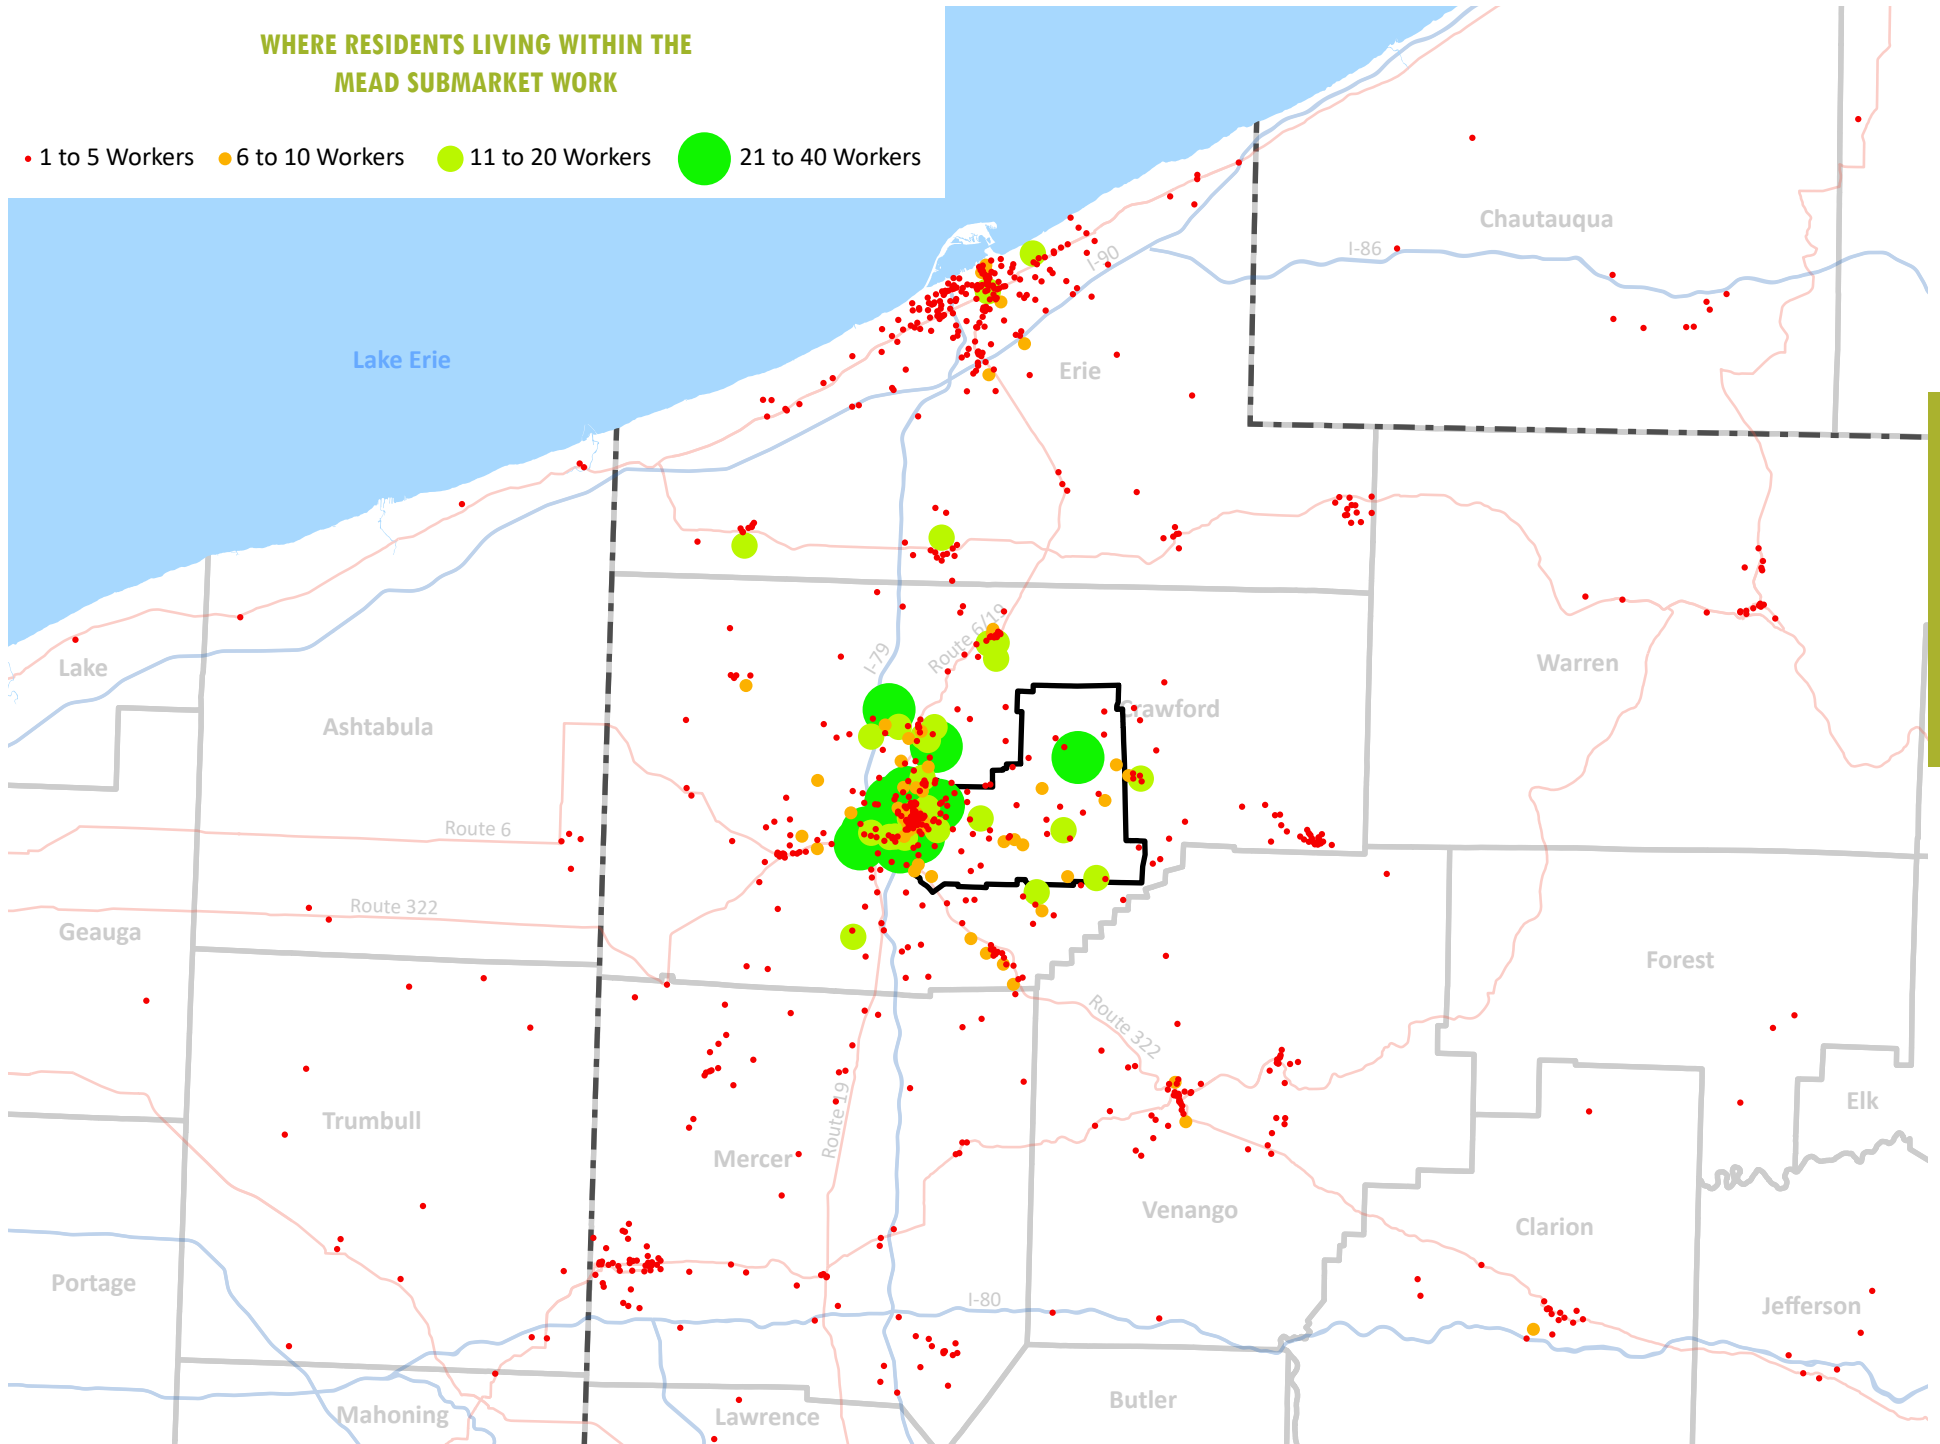 WHERE RESIDENTS LIVING WITHIN THE
MEAD SUBMARKET WORK
1 to 5 Workers
6 to 10 Workers
11 to 20 Workers
21 to 40 Workers
Chautauqua
I-86
I-90
Lake Erie
Erie
Route 6/19
I-79
Lake
Warren
Crawford
Ashtabula
Route 6
Route 322
Geauga
Forest
Route 322
Route 19
Elk
Trumbull
Mercer
Venango
Clarion
Portage
I-80
Jefferson
Butler
Mahoning
Lawrence